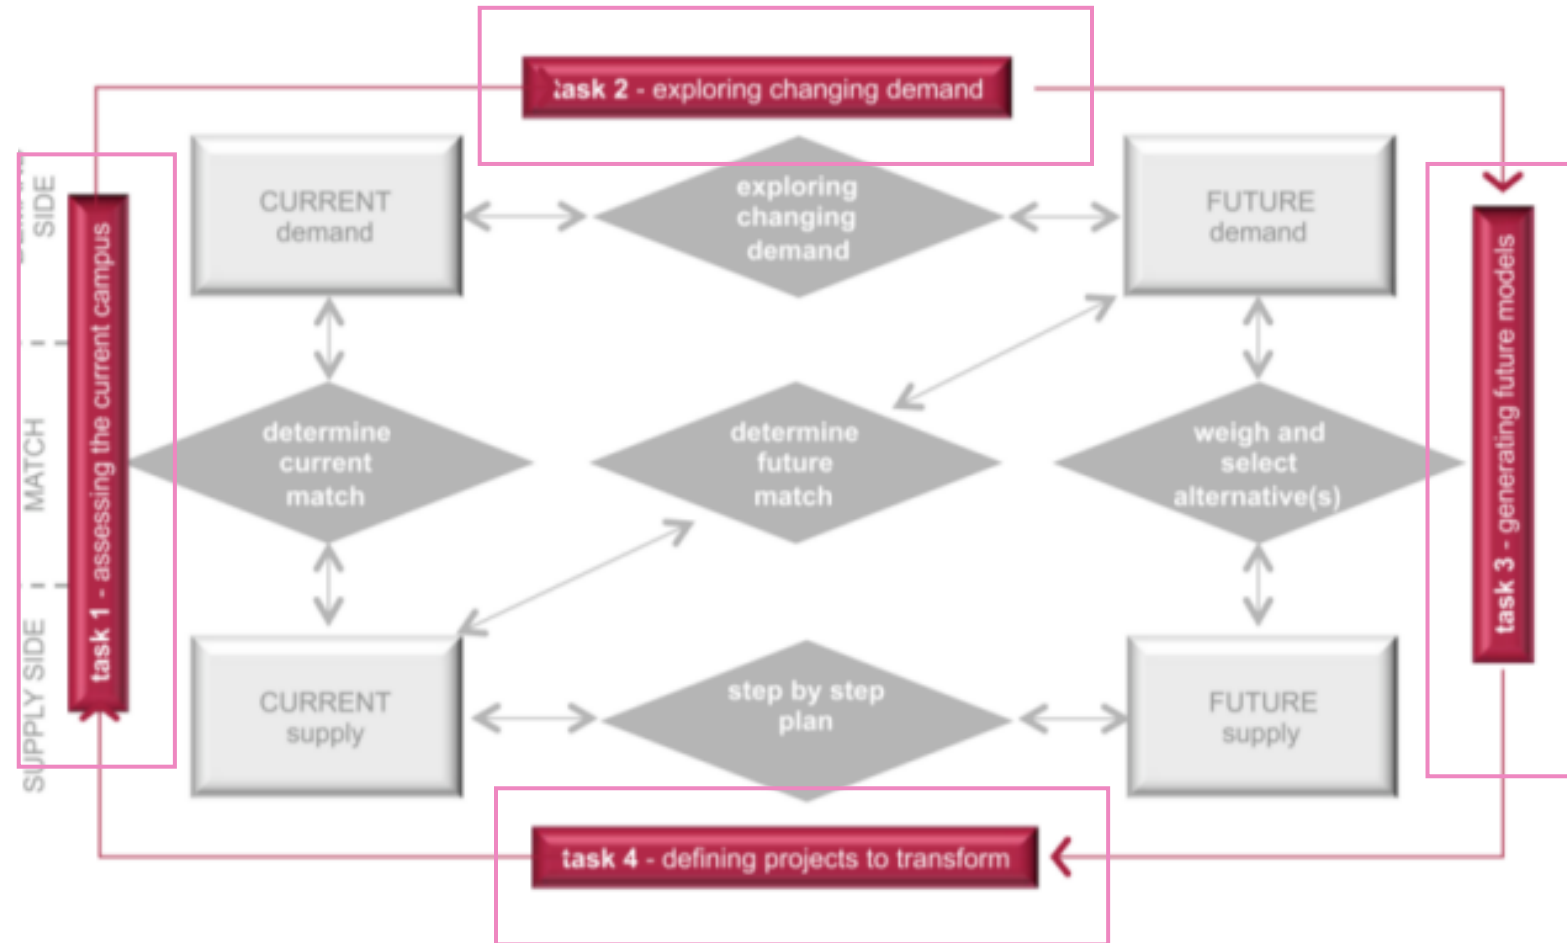 task 2 - exploring changing demand
SIDE
CURRENT
demand
exploring
changing
demand
FUTURE
demand
task 1 - assessing the current campus
MATCH
determine
current
match
determine
future
match
weigh and
select
alternative(s)
task 3 - generating future models
SUPPLY SIDE
CURRENT
supply
step by step
plan
FUTURE
supply
task 4 - defining projects to transform